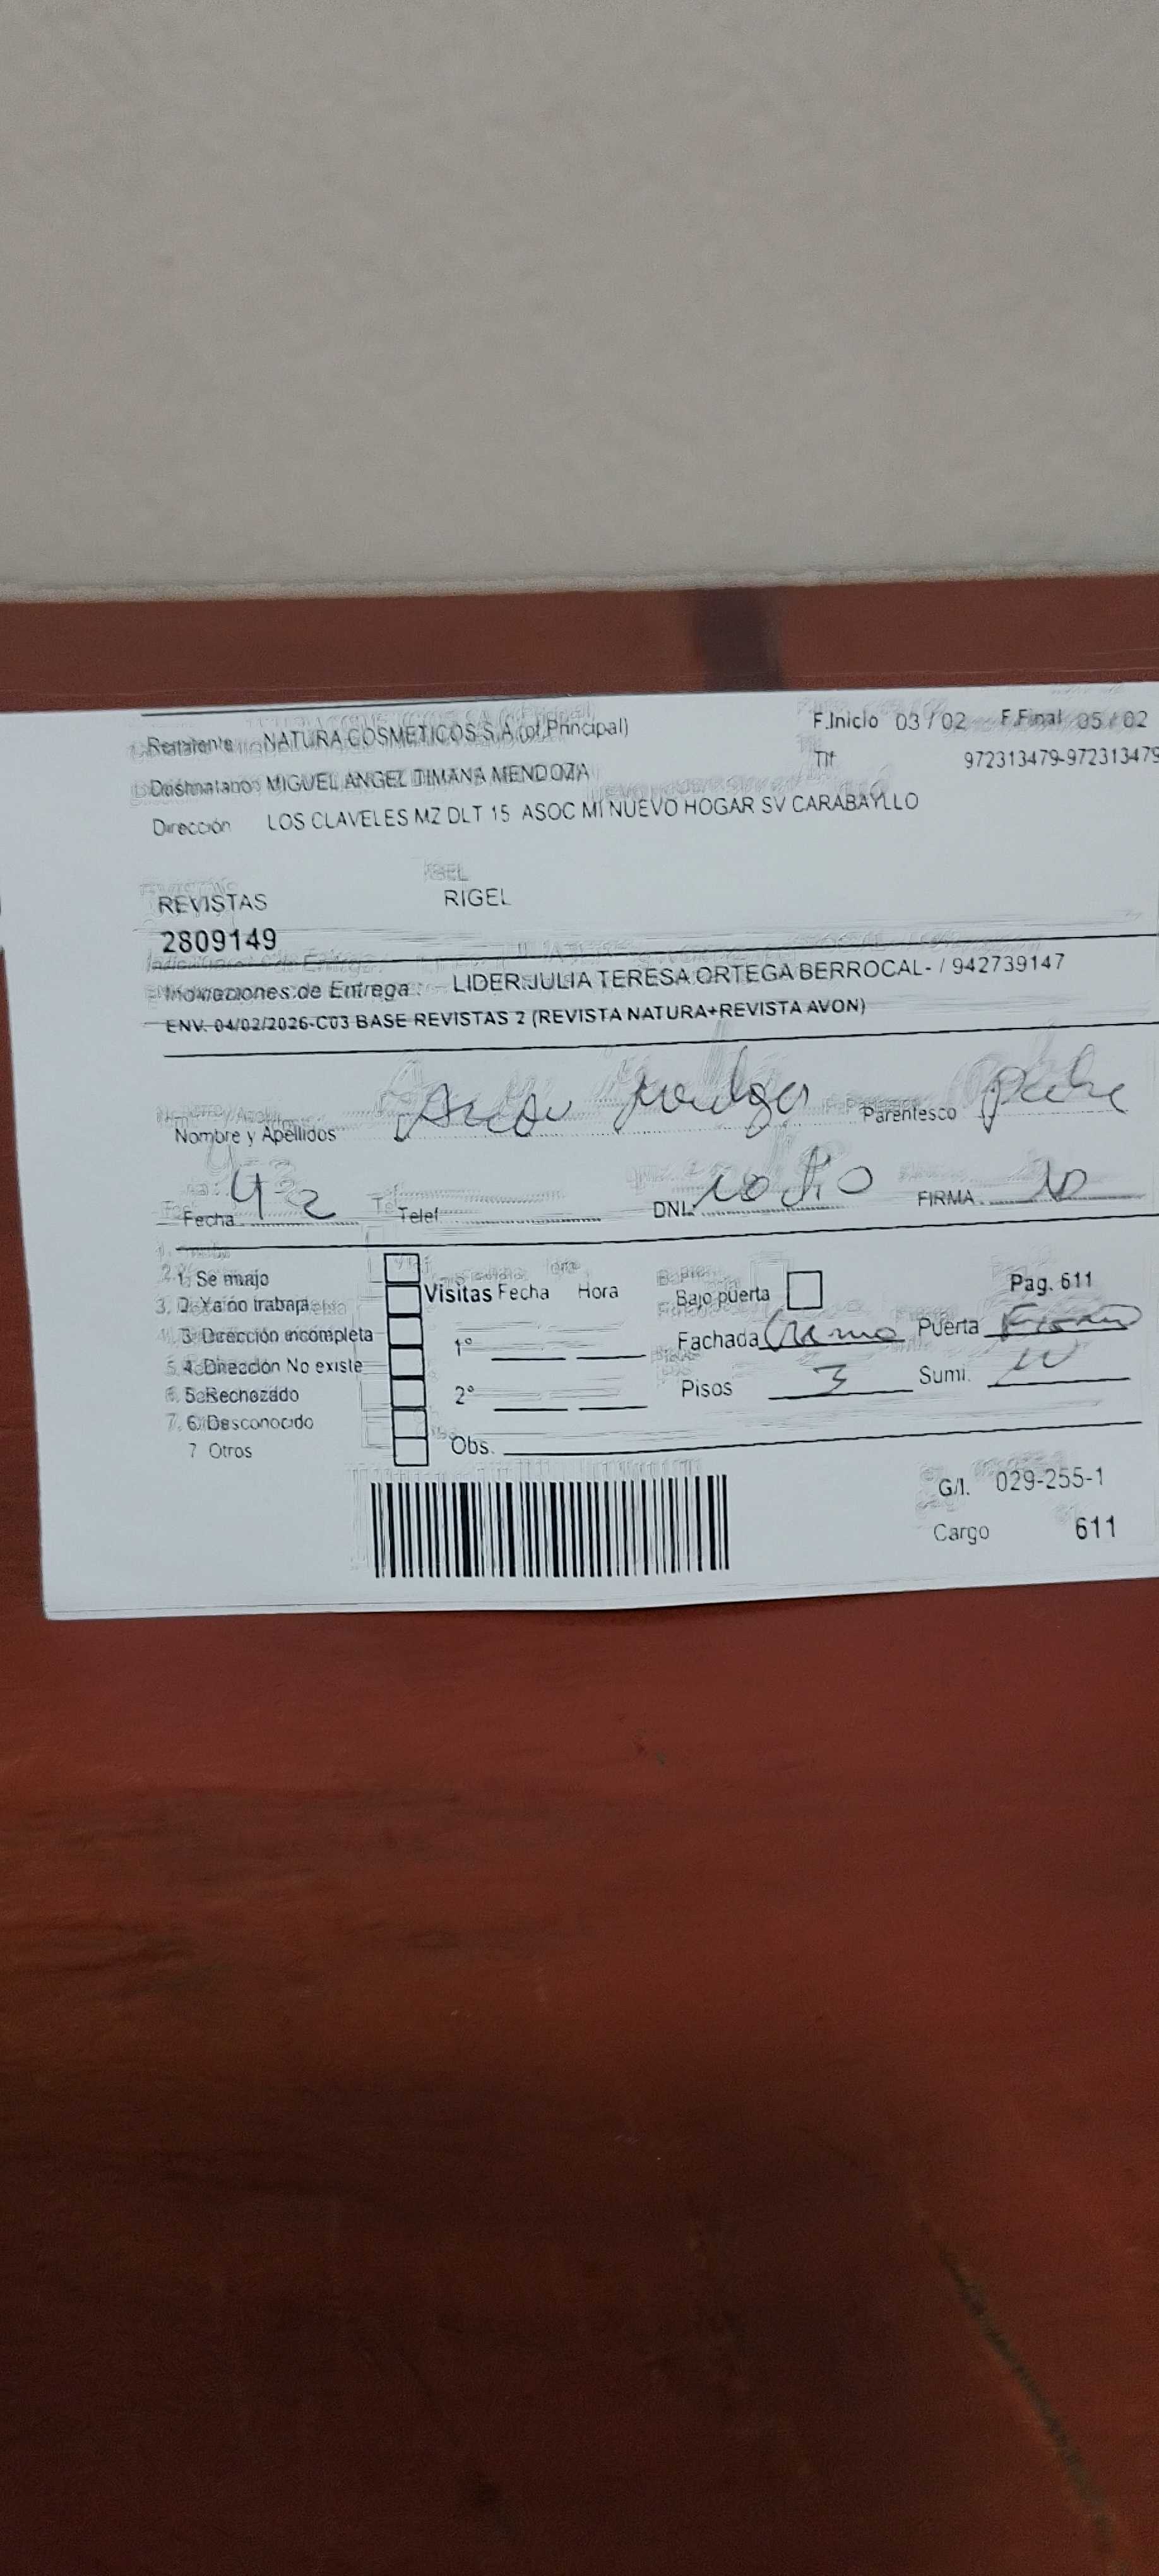 Remitente NATURA COSMETICOS S.A (of.Principal) F.Inicio 03 / 02 F.Final 05 / 02
Destinatario MIGUEL ANGEL TIMANA MENDOZA Tlf 972313479-972313479
Dirección LOS CLAVELES MZ DLT 15 ASOC MI NUEVO HOGAR SV CARABAYLLO
REVISTAS RIGEL
2809149
Indicaciones de Entrega : LIDER:JULIA TERESA ORTEGA BERROCAL- / 942739147
ENV. 04/02/2026-C03 BASE REVISTAS 2 (REVISTA NATURA+REVISTA AVON)
Nombre y Apellidos Parentesco Padre
Fecha 4 2 Telef DNI FIRMA
1. Se mujo
2. Ya no trabaja Visitas Fecha Hora Bajo puerta Pag. 611
3. Dirección incompleta 1° Fachada Crema Puerta
4. Dirección No existe 2° Pisos 3 Sumi.
5. Rechazado
6. Desconocido
7 Otros Obs.
G/I. 029-255-1
Cargo 611